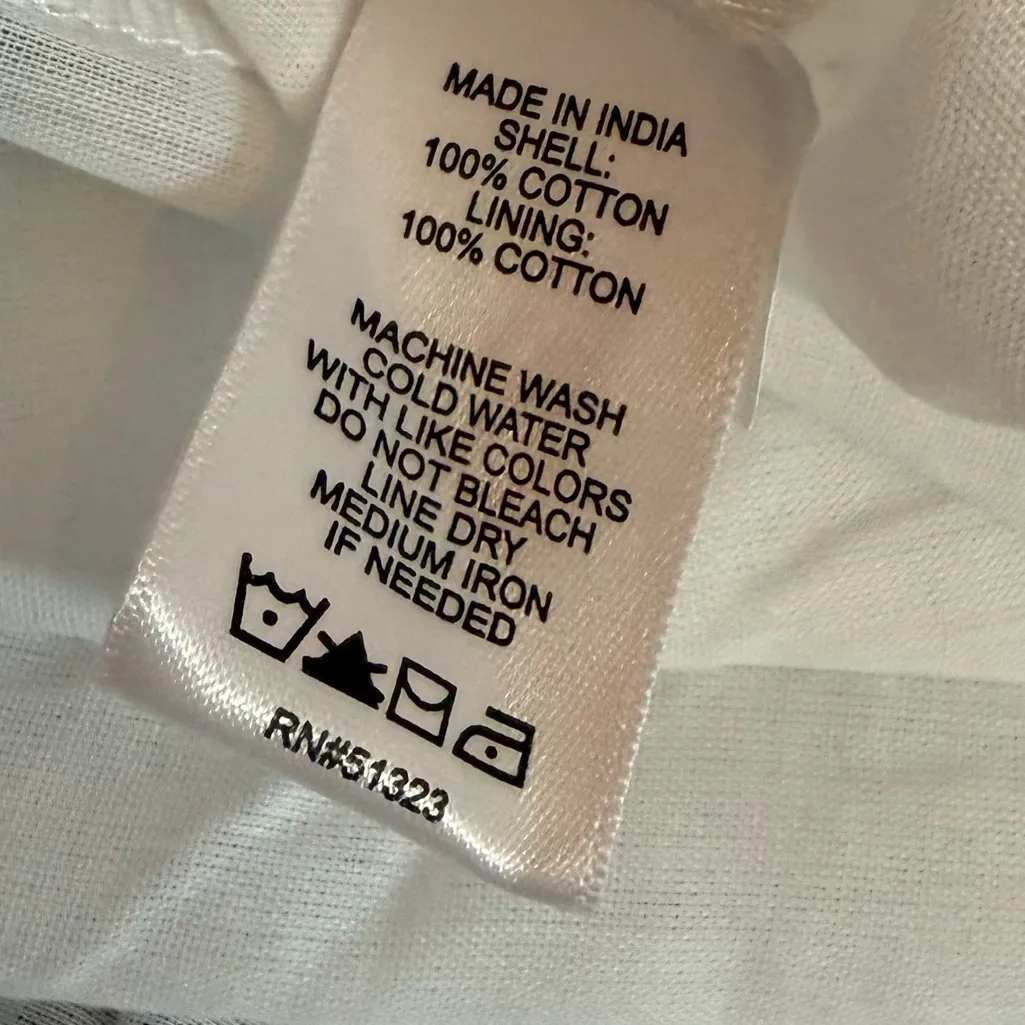 MADE IN INDIA
SHELL:
100% COTTON
LINING:
100% COTTON
MACHINE WASH
COLD WATER
WITH LIKE COLORS
DO NOT BLEACH
LINE DRY
MEDIUM IRON
IF NEEDED
RN#51323